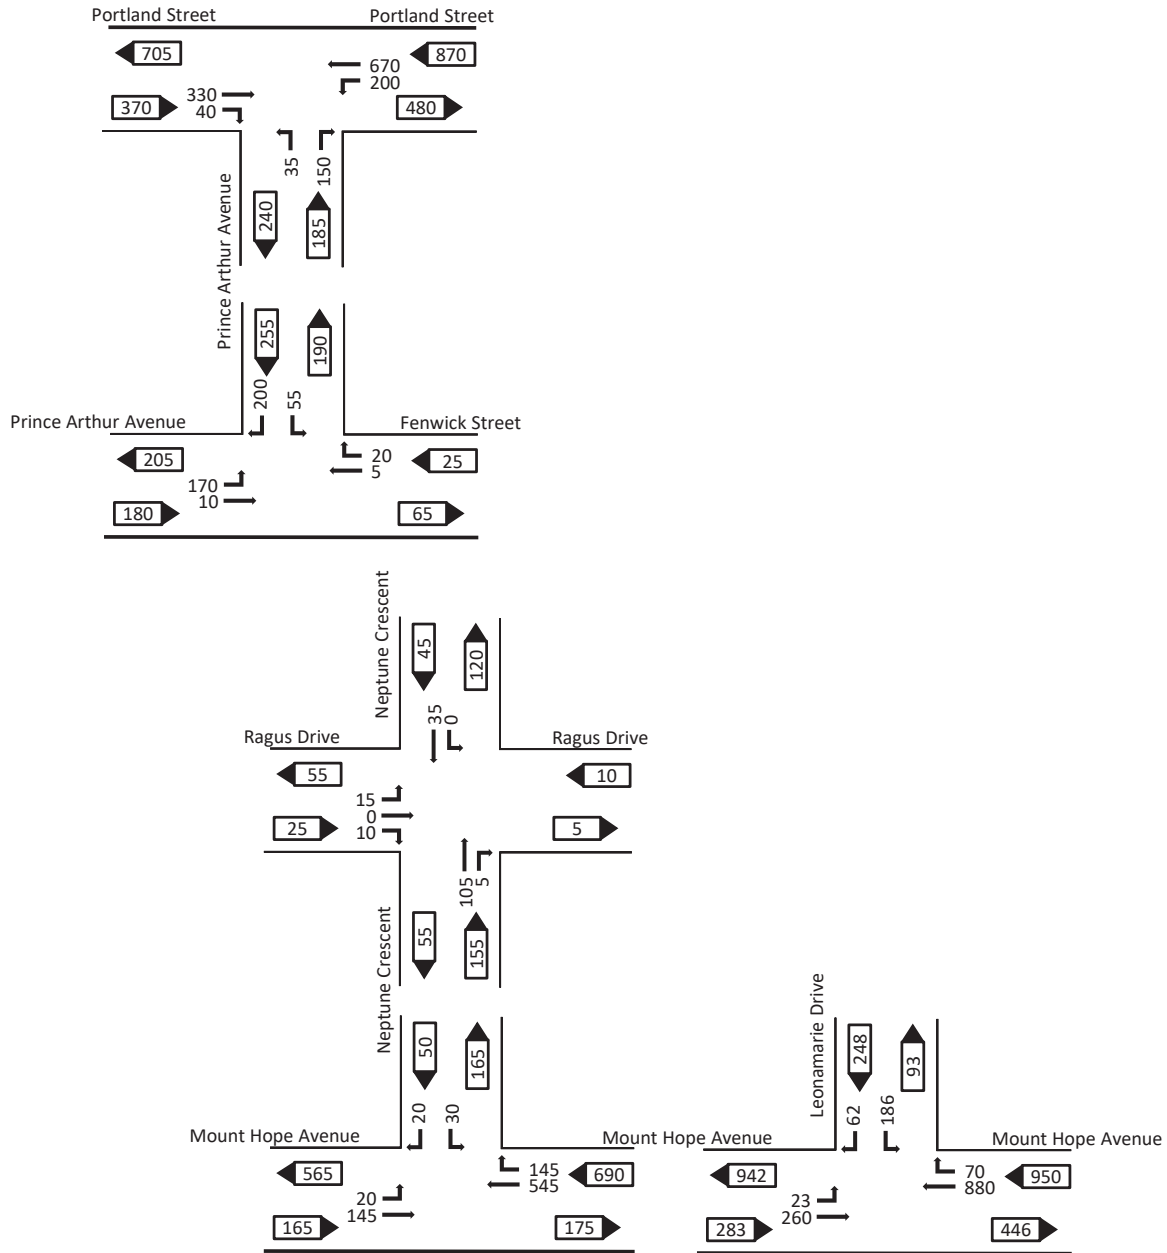 Portland Street Portland Street
705 870
670
200
330
40
370 480
35 150
Prince Arthur Avenue
240 185
255 190
200 55
Prince Arthur Avenue Fenwick Street
205 20 25
5
170
10
180 65
Neptune Crescent
45 120
35 0
Ragus Drive Ragus Drive
55 10
15
0
10
25 5
105 5
Neptune Crescent
55 155
Leonamarie Drive
50 165 248 93
20 30 62 186
Mount Hope Avenue Mount Hope Avenue Mount Hope Avenue
565 145 690 942 70 950
545 880
20 23
145 260
165 175 283 446